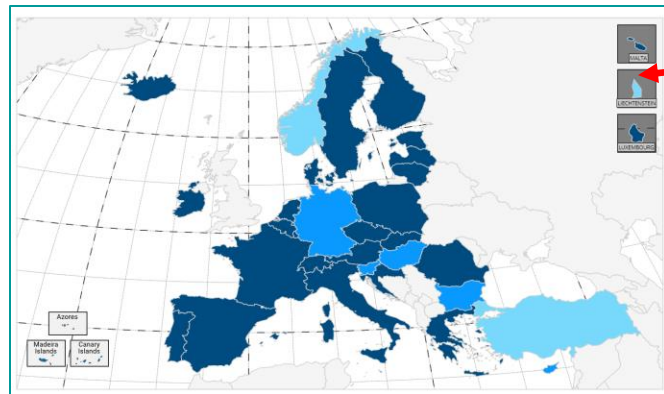 MALTA
LIECHTENSTEIN
LUXEMBOURG
Azores
Madeira
Islands
Canary
Islands